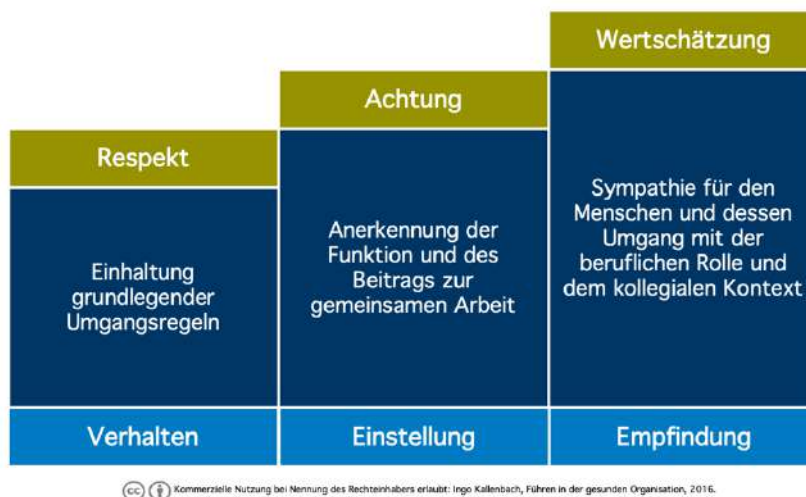 Wertschätzung
Achtung
Respekt
Sympathie für den
Menschen und dessen
Umgang mit der
beruflichen Rolle und
dem kollegialen Kontext
Anerkennung der
Funktion und des
Beitrags zur
gemeinsamen Arbeit
Einhaltung
grundlegender
Umgangsregeln
Verhalten
Einstellung
Empfindung
cc Kommerzielle Nutzung bei Nennung des Rechteinhabers erlaubt: Ingo Kallenbach, Führen in der gesunden Organisation, 2016.